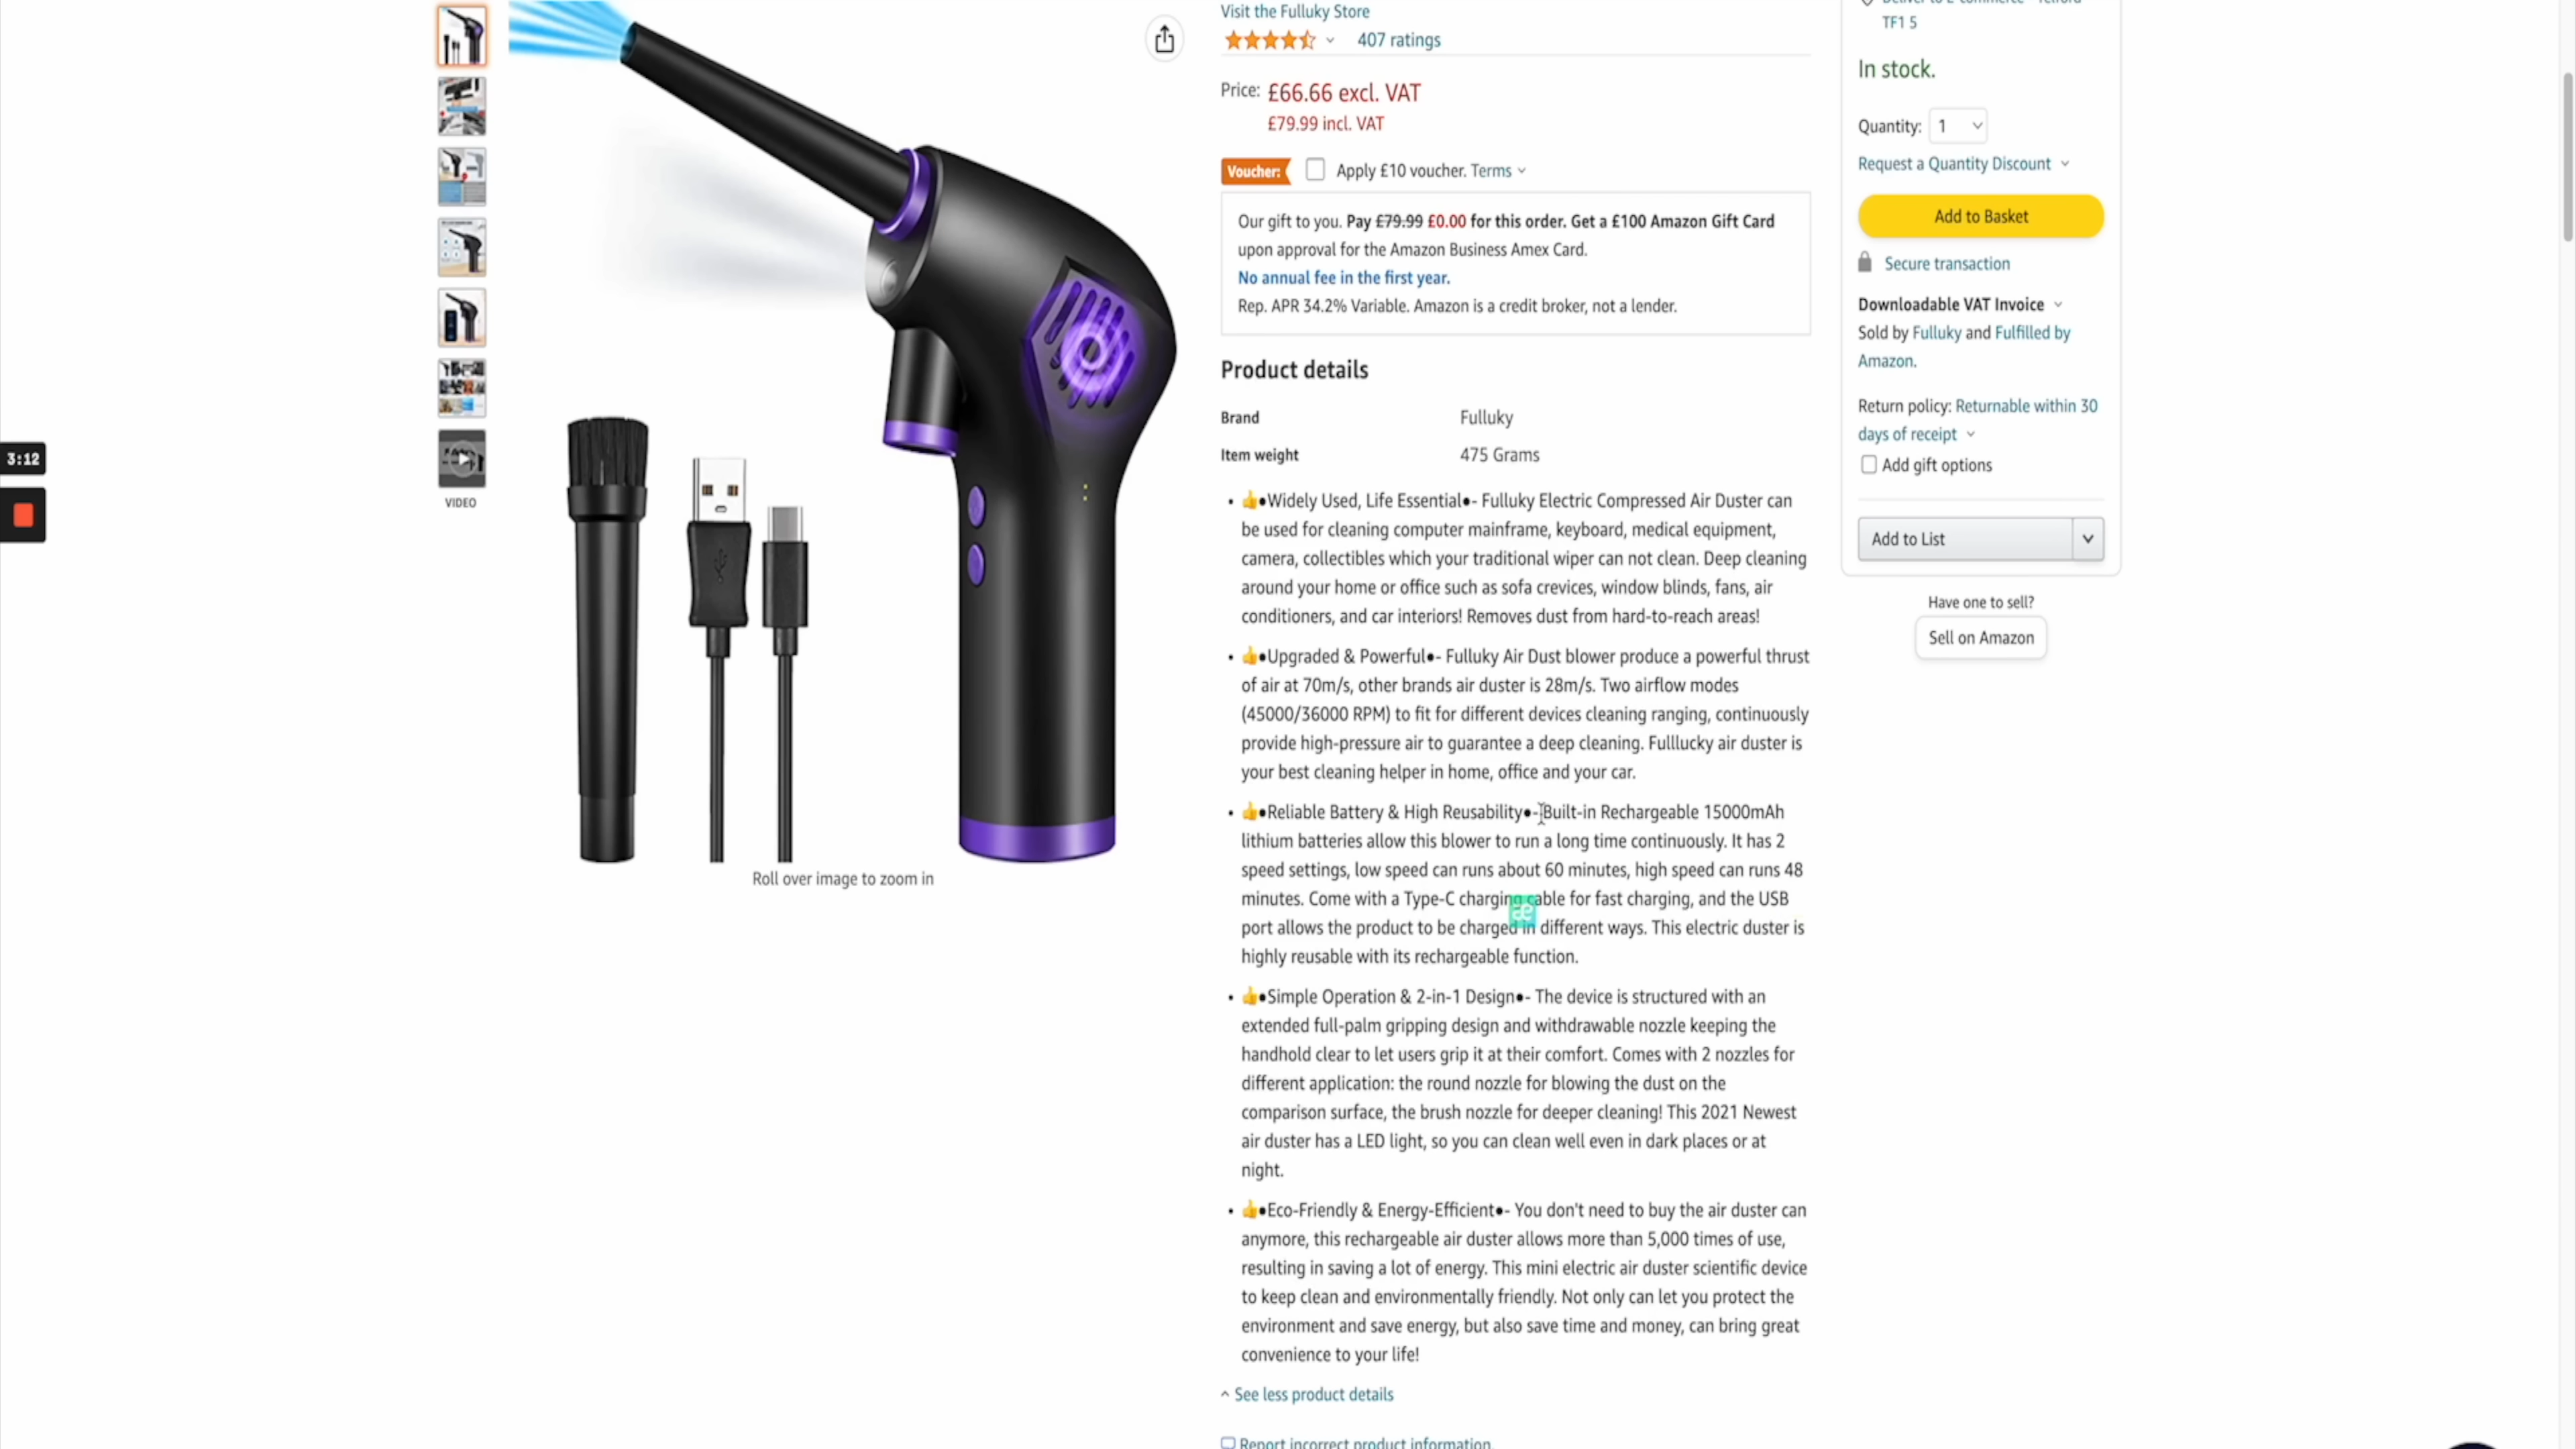 Visit the Fulluky Store
407 ratings
Price: £66.66 excl. VAT
£79.99 incl. VAT
Voucher: Apply £10 voucher. Terms
Our gift to you. Pay £79.99 £0.00 for this order. Get a £100 Amazon Gift Card
upon approval for the Amazon Business Amex Card.
No annual fee in the first year.
Rep. APR 34.2% Variable. Amazon is a credit broker, not a lender.
Product details
Brand Fulluky
Item weight 475 Grams
• 👍●Widely Used, Life Essential●- Fulluky Electric Compressed Air Duster can
be used for cleaning computer mainframe, keyboard, medical equipment,
camera, collectibles which your traditional wiper can not clean. Deep cleaning
around your home or office such as sofa crevices, window blinds, fans, air
conditioners, and car interiors! Removes dust from hard-to-reach areas!
• 👍●Upgraded & Powerful●- Fulluky Air Dust blower produce a powerful thrust
of air at 70m/s, other brands air duster is 28m/s. Two airflow modes
(45000/36000 RPM) to fit for different devices cleaning ranging, continuously
provide high-pressure air to guarantee a deep cleaning. Fulllucky air duster is
your best cleaning helper in home, office and your car.
• 👍●Reliable Battery & High Reusability●- Built-in Rechargeable 15000mAh
lithium batteries allow this blower to run a long time continuously. It has 2
speed settings, low speed can runs about 60 minutes, high speed can runs 48
minutes. Come with a Type-C charging cable for fast charging, and the USB
port allows the product to be charged in different ways. This electric duster is
highly reusable with its rechargeable function.
• 👍●Simple Operation & 2-in-1 Design●- The device is structured with an
extended full-palm gripping design and withdrawable nozzle keeping the
handhold clear to let users grip it at their comfort. Comes with 2 nozzles for
different application: the round nozzle for blowing the dust on the
comparison surface, the brush nozzle for deeper cleaning! This 2021 Newest
air duster has a LED light, so you can clean well even in dark places or at
night.
• 👍●Eco-Friendly & Energy-Efficient●- You don't need to buy the air duster can
anymore, this rechargeable air duster allows more than 5,000 times of use,
resulting in saving a lot of energy. This mini electric air duster scientific device
to keep clean and environmentally friendly. Not only can let you protect the
environment and save energy, but also save time and money, can bring great
convenience to your life!
See less product details
Report incorrect product information.
TF1 5
In stock.
Quantity: 1
Request a Quantity Discount
Add to Basket
Secure transaction
Downloadable VAT Invoice
Sold by Fulluky and Fulfilled by
Amazon.
Return policy: Returnable within 30
days of receipt
Add gift options
Add to List
Have one to sell?
Sell on Amazon
3:12
VIDEO
Roll over image to zoom in
æ